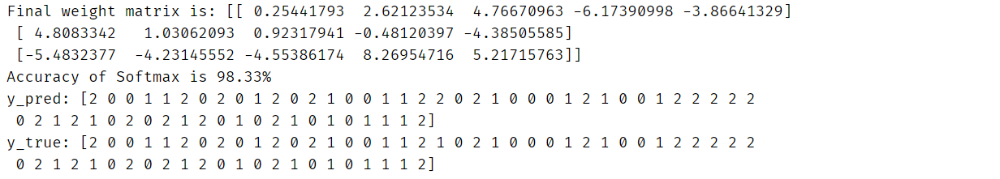 Final weight matrix is: [[ 0.25441793  2.62123534  4.76670963 -6.17390998 -3.86641329]
 [ 4.8083342   1.03062093  0.92317941 -0.48120397 -4.38505585]
 [-5.4832377  -4.23145552 -4.55386174  8.26954716  5.21715763]]
Accuracy of Softmax is 98.33%
y_pred: [2 0 0 1 1 2 0 2 0 1 2 0 2 1 0 0 1 1 2 2 0 2 1 0 0 0 1 2 1 0 0 1 2 2 2 2 2
 0 2 1 2 1 0 2 0 2 1 2 0 1 0 2 1 0 1 0 1 1 1 2]
y_true: [2 0 0 1 1 2 0 2 0 1 2 0 2 1 0 0 1 1 2 1 0 2 1 0 0 0 1 2 1 0 0 1 2 2 2 2 2
 0 2 1 2 1 0 2 0 2 1 2 0 1 0 2 1 0 1 0 1 1 1 2]